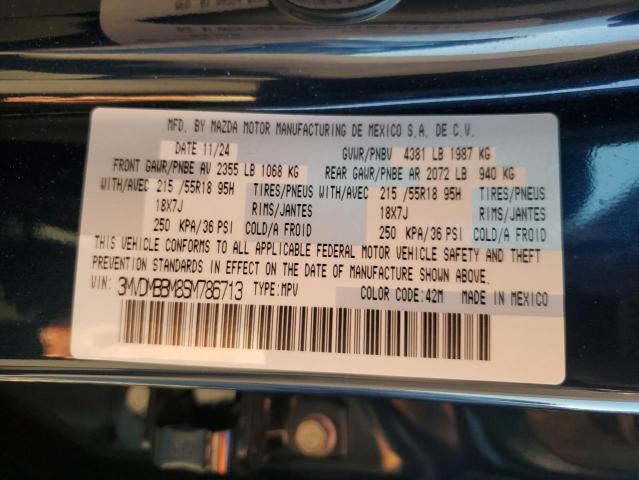 MFD. BY MAZDA MOTOR MANUFACTURING DE MEXICO S.A. DE C.V.
DATE 11/24 GVWR/PNBV 4381 LB 1987 KG
FRONT GAWR/PNBE AV 2355 LB 1068 KG REAR GAWR/PNBE AR 2072 LB 940 KG
WITH/AVEC 215 /55R18 95H TIRES/PNEUS WITH/AVEC 215 /55R18 95H TIRES/PNEUS
18X7J RIMS/JANTES 18X7J RIMS/JANTES
250 KPA/36 PSI COLD/A FROID 250 KPA/36 PSI COLD/A FROID
THIS VEHICLE CONFORMS TO ALL APPLICABLE FEDERAL MOTOR VEHICLE SAFETY AND THEFT
PREVENTION STANDARDS IN EFFECT ON THE DATE OF MANUFACTURE SHOWN ABOVE.
VIN: 3MVDMBBM8SM786713 TYPE:MPV COLOR CODE:42M MADE IN MEXICO